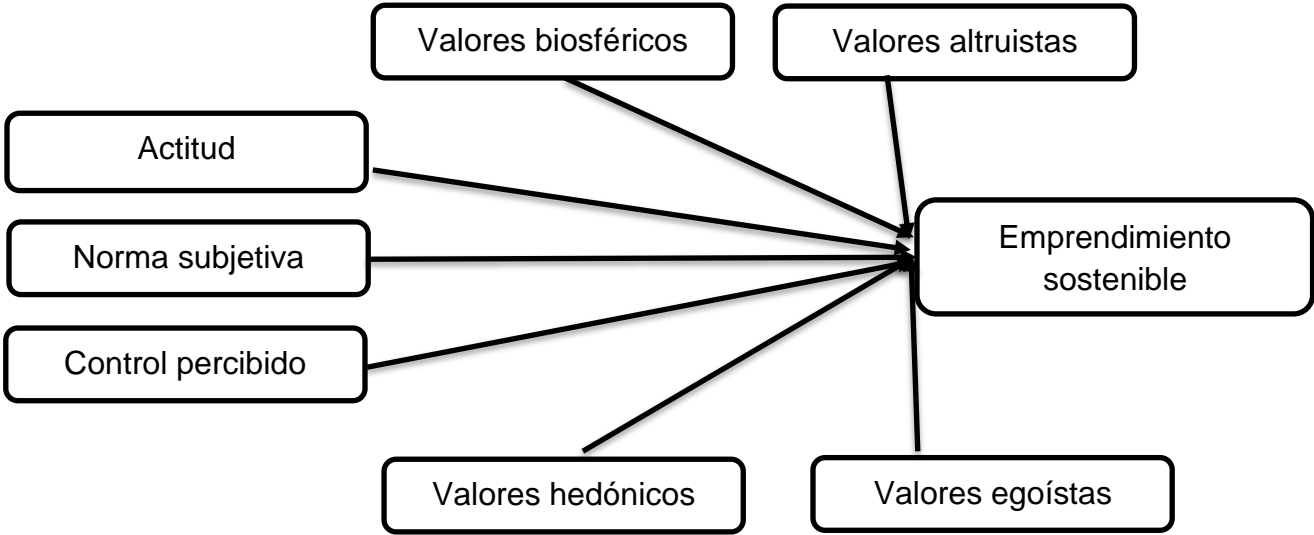 Valores biosféricos
Valores altruistas
Actitud
Norma subjetiva
Control percibido
Emprendimiento
sostenible
Valores hedónicos
Valores egoístas